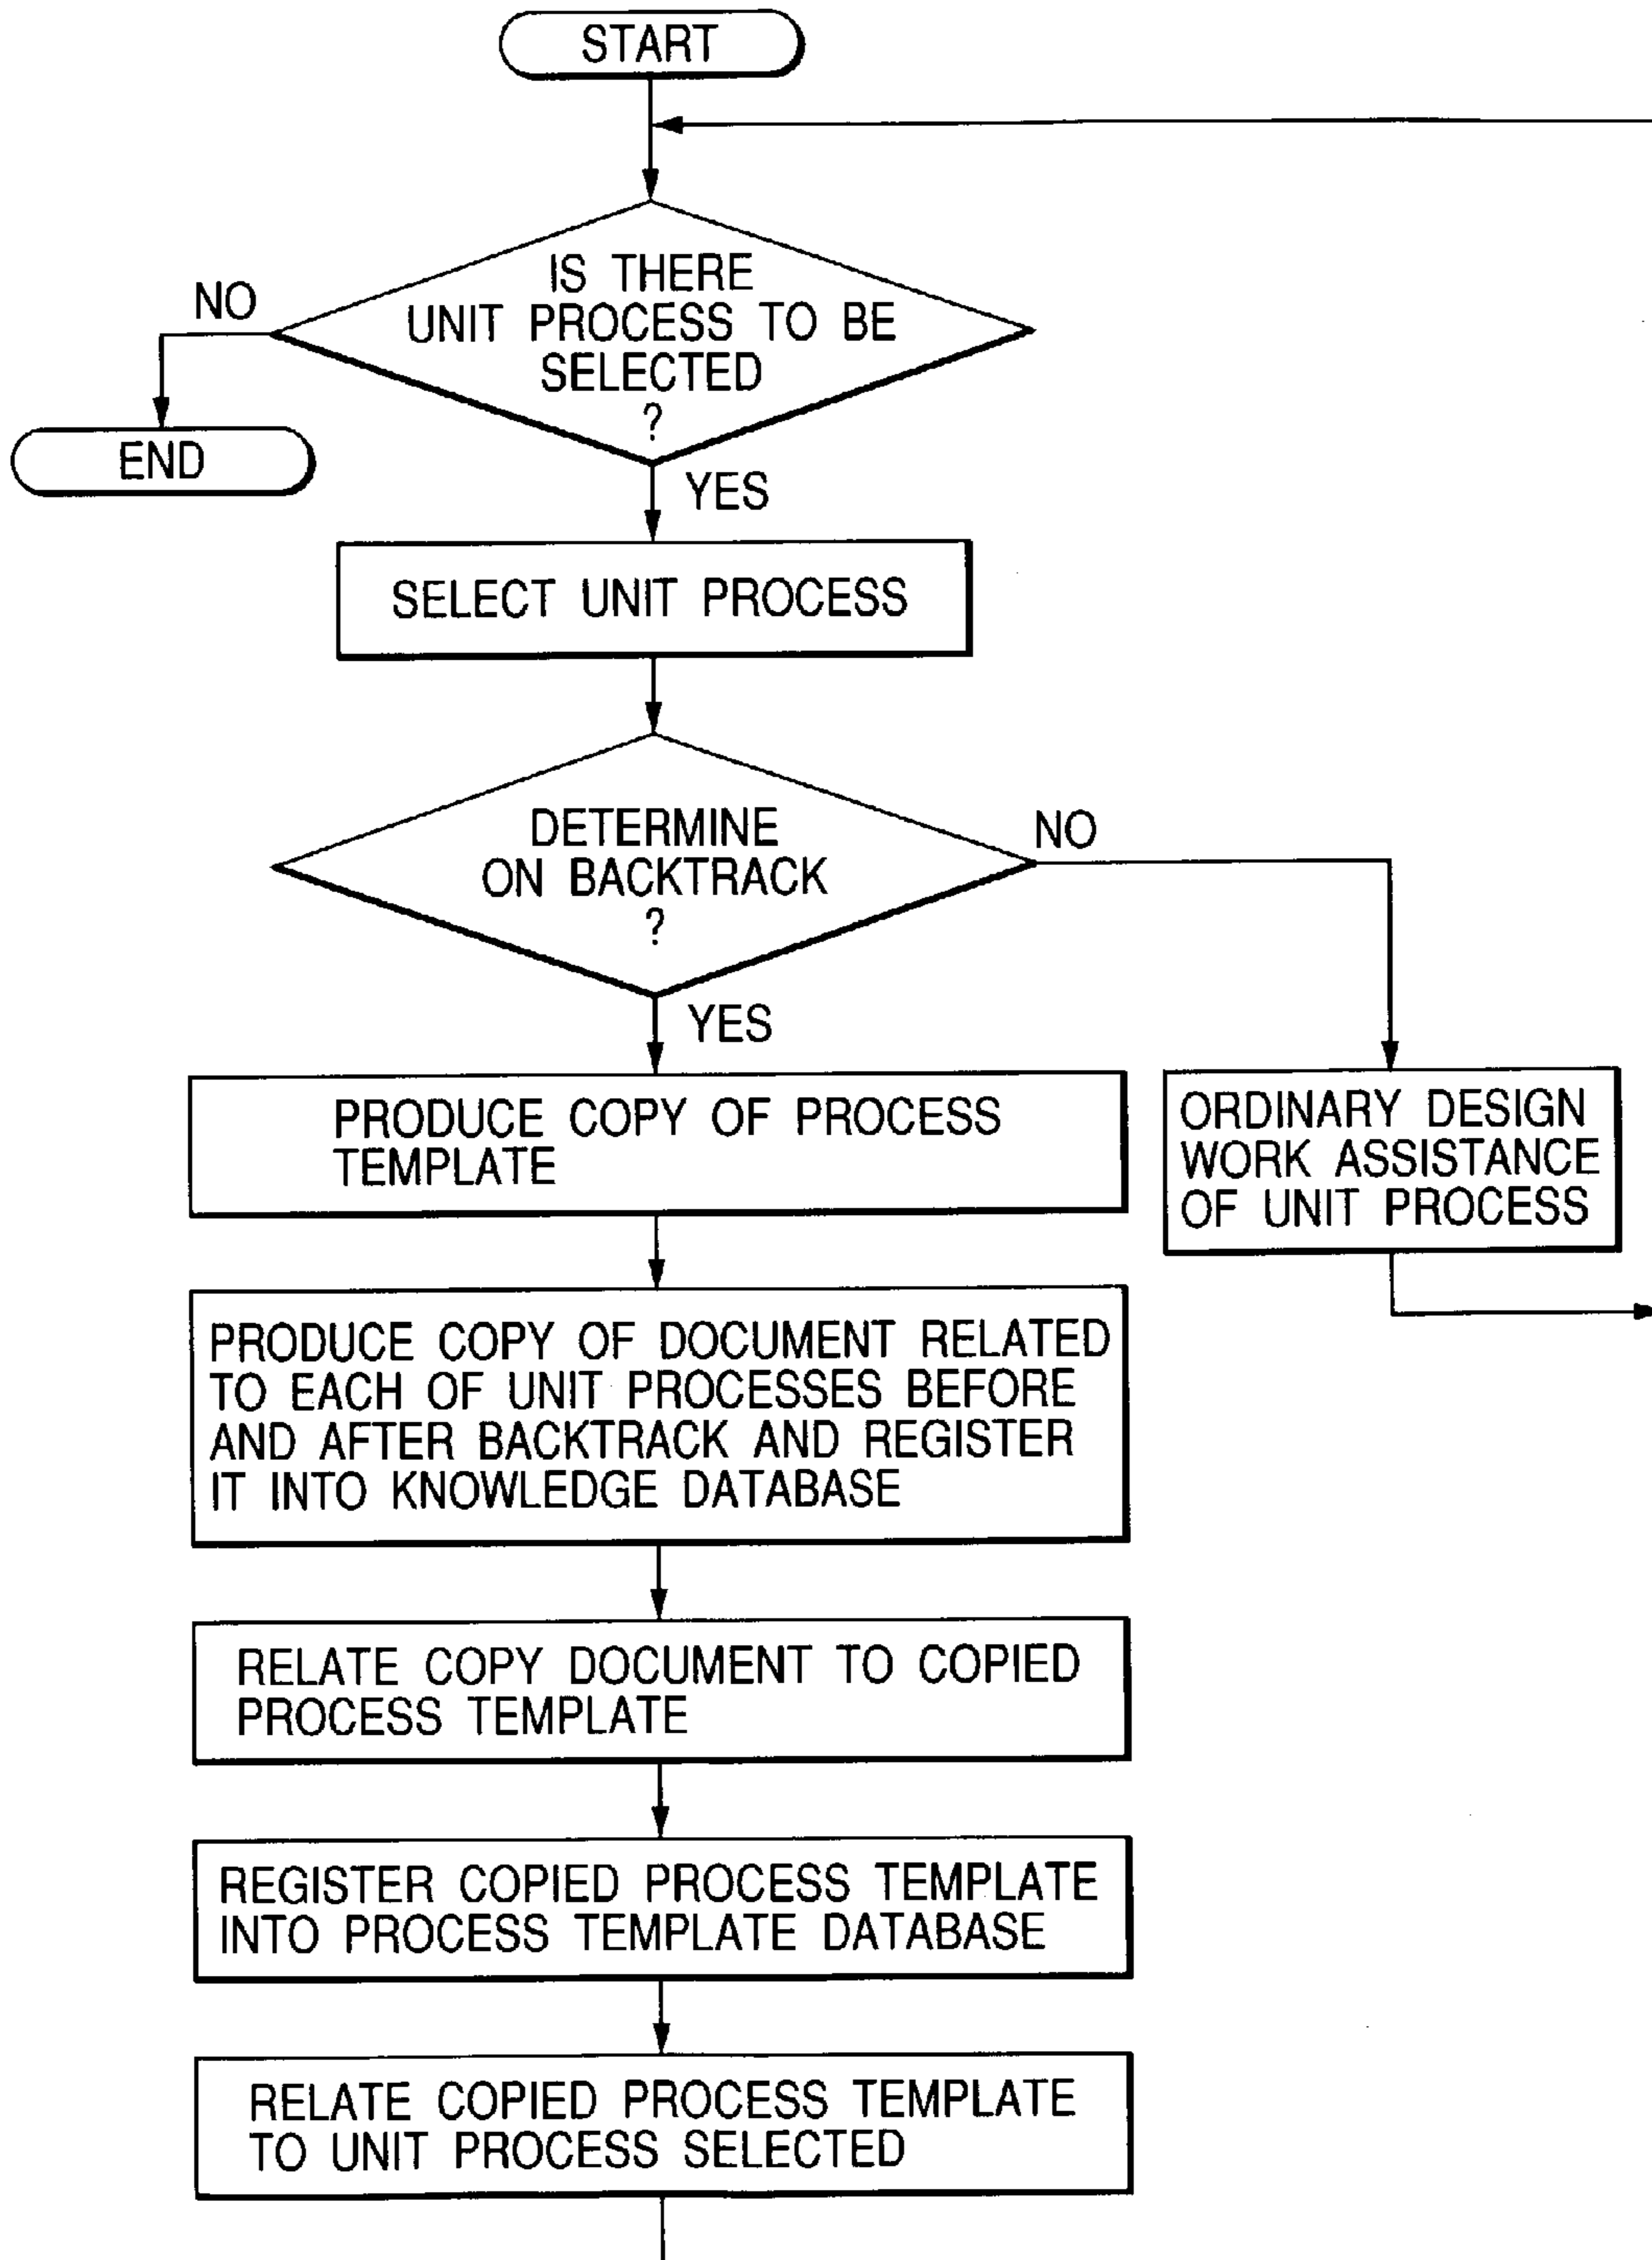 START
IS THERE
UNIT PROCESS TO BE
SELECTED
?
NO
END
YES
SELECT UNIT PROCESS
DETERMINE
ON BACKTRACK
?
NO
YES
PRODUCE COPY OF PROCESS
TEMPLATE
ORDINARY DESIGN
WORK ASSISTANCE
OF UNIT PROCESS
PRODUCE COPY OF DOCUMENT RELATED
TO EACH OF UNIT PROCESSES BEFORE
AND AFTER BACKTRACK AND REGISTER
IT INTO KNOWLEDGE DATABASE
RELATE COPY DOCUMENT TO COPIED
PROCESS TEMPLATE
REGISTER COPIED PROCESS TEMPLATE
INTO PROCESS TEMPLATE DATABASE
RELATE COPIED PROCESS TEMPLATE
TO UNIT PROCESS SELECTED